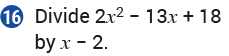 16 Divide 2x² − 13x + 18
by x − 2.